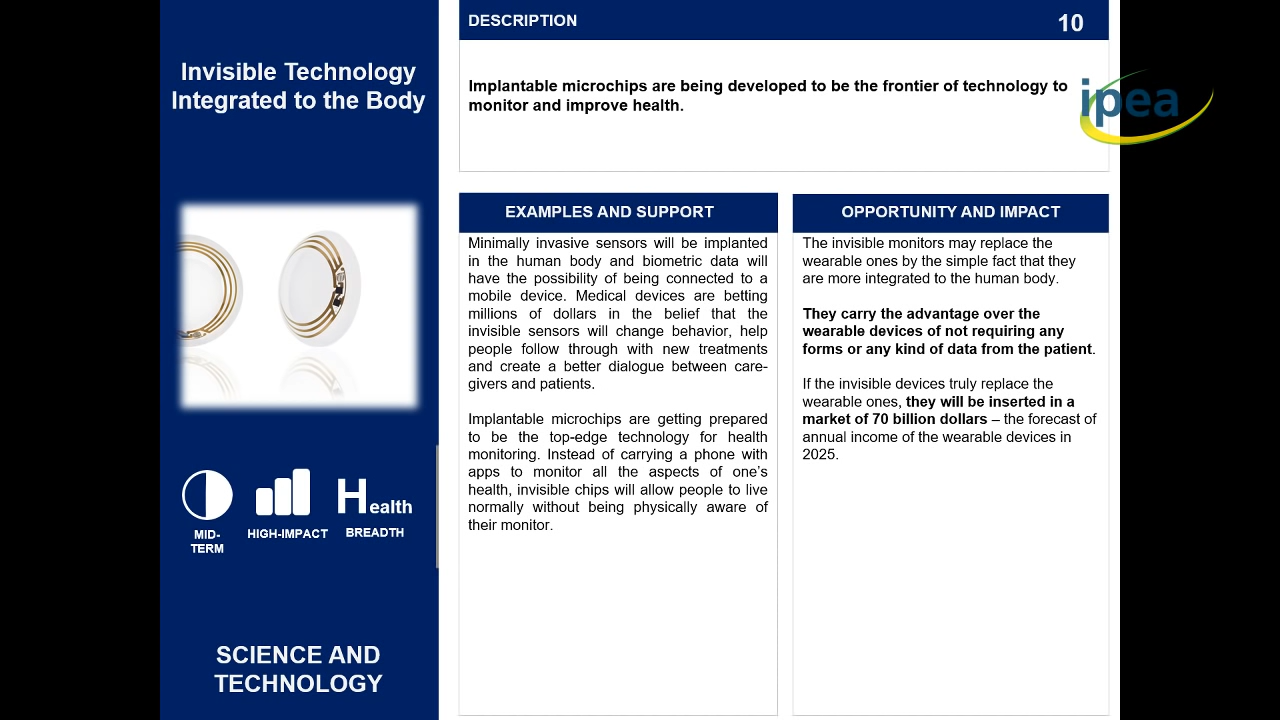 Invisible Technology
Integrated to the Body
MID-
TERM
HIGH-IMPACT
Health
BREADTH
SCIENCE AND
TECHNOLOGY
DESCRIPTION
10
Implantable microchips are being developed to be the frontier of technology to
monitor and improve health.
ipea
EXAMPLES AND SUPPORT
Minimally invasive sensors will be implanted
in the human body and biometric data will
have the possibility of being connected to a
mobile device. Medical devices are betting
millions of dollars in the belief that the
invisible sensors will change behavior, help
people follow through with new treatments
and create a better dialogue between care-
givers and patients.
Implantable microchips are getting prepared
to be the top-edge technology for health
monitoring. Instead of carrying a phone with
apps to monitor all the aspects of one’s
health, invisible chips will allow people to live
normally without being physically aware of
their monitor.
OPPORTUNITY AND IMPACT
The invisible monitors may replace the
wearable ones by the simple fact that they
are more integrated to the human body.
They carry the advantage over the
wearable devices of not requiring any
forms or any kind of data from the patient.
If the invisible devices truly replace the
wearable ones, they will be inserted in a
market of 70 billion dollars – the forecast of
annual income of the wearable devices in
2025.